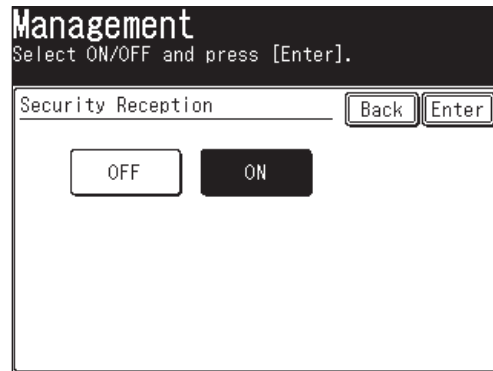 Management
Select ON/OFF and press [Enter].
Security Reception Back Enter
OFF ON